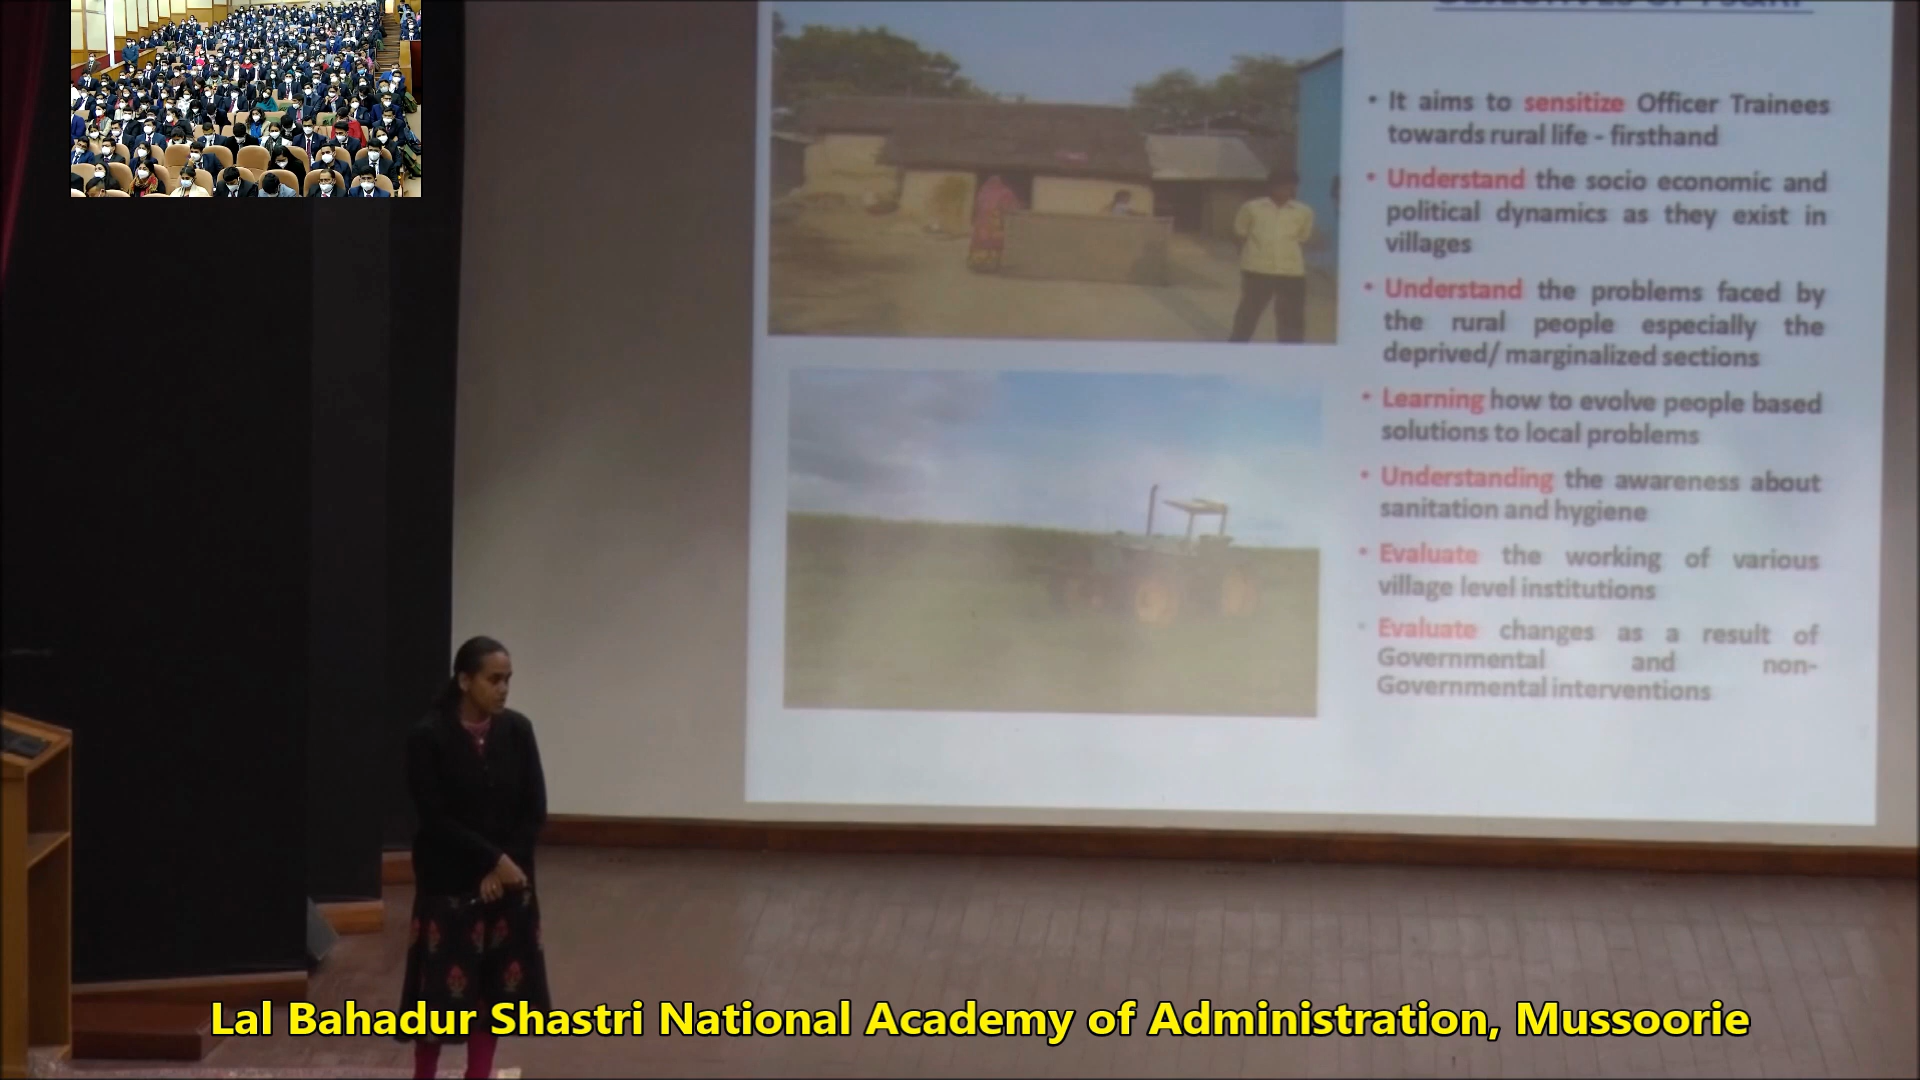 OBJECTIVES OF
• It aims to sensitize Officer Trainees
towards rural life - firsthand
• Understand the socio economic and
political dynamics as they exist in
villages
• Understand the problems faced by
the rural people especially the
deprived/ marginalized sections
• Learning how to evolve people based
solutions to local problems
• Understanding the awareness about
sanitation and hygiene
• Evaluate the working of various
village level institutions
• Evaluate changes as a result of
Governmental and non-
Governmental interventions
Lal Bahadur Shastri National Academy of Administration, Mussoorie